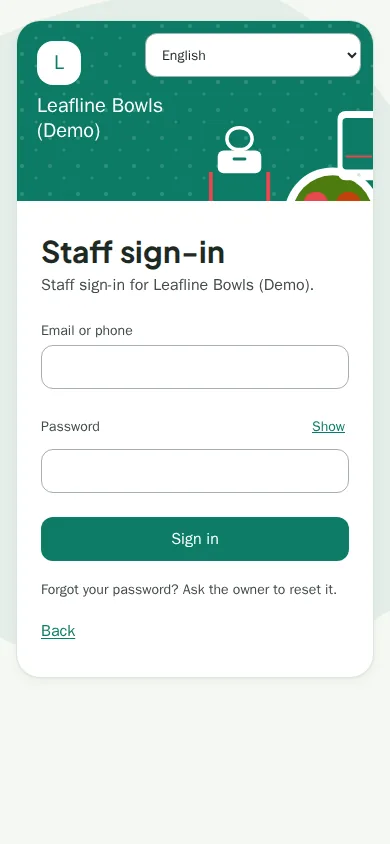 L
English
Leafline Bowls
(Demo)
Staff sign-in
Staff sign-in for Leafline Bowls (Demo).
Email or phone
Password
Show
Sign in
Forgot your password? Ask the owner to reset it.
Back